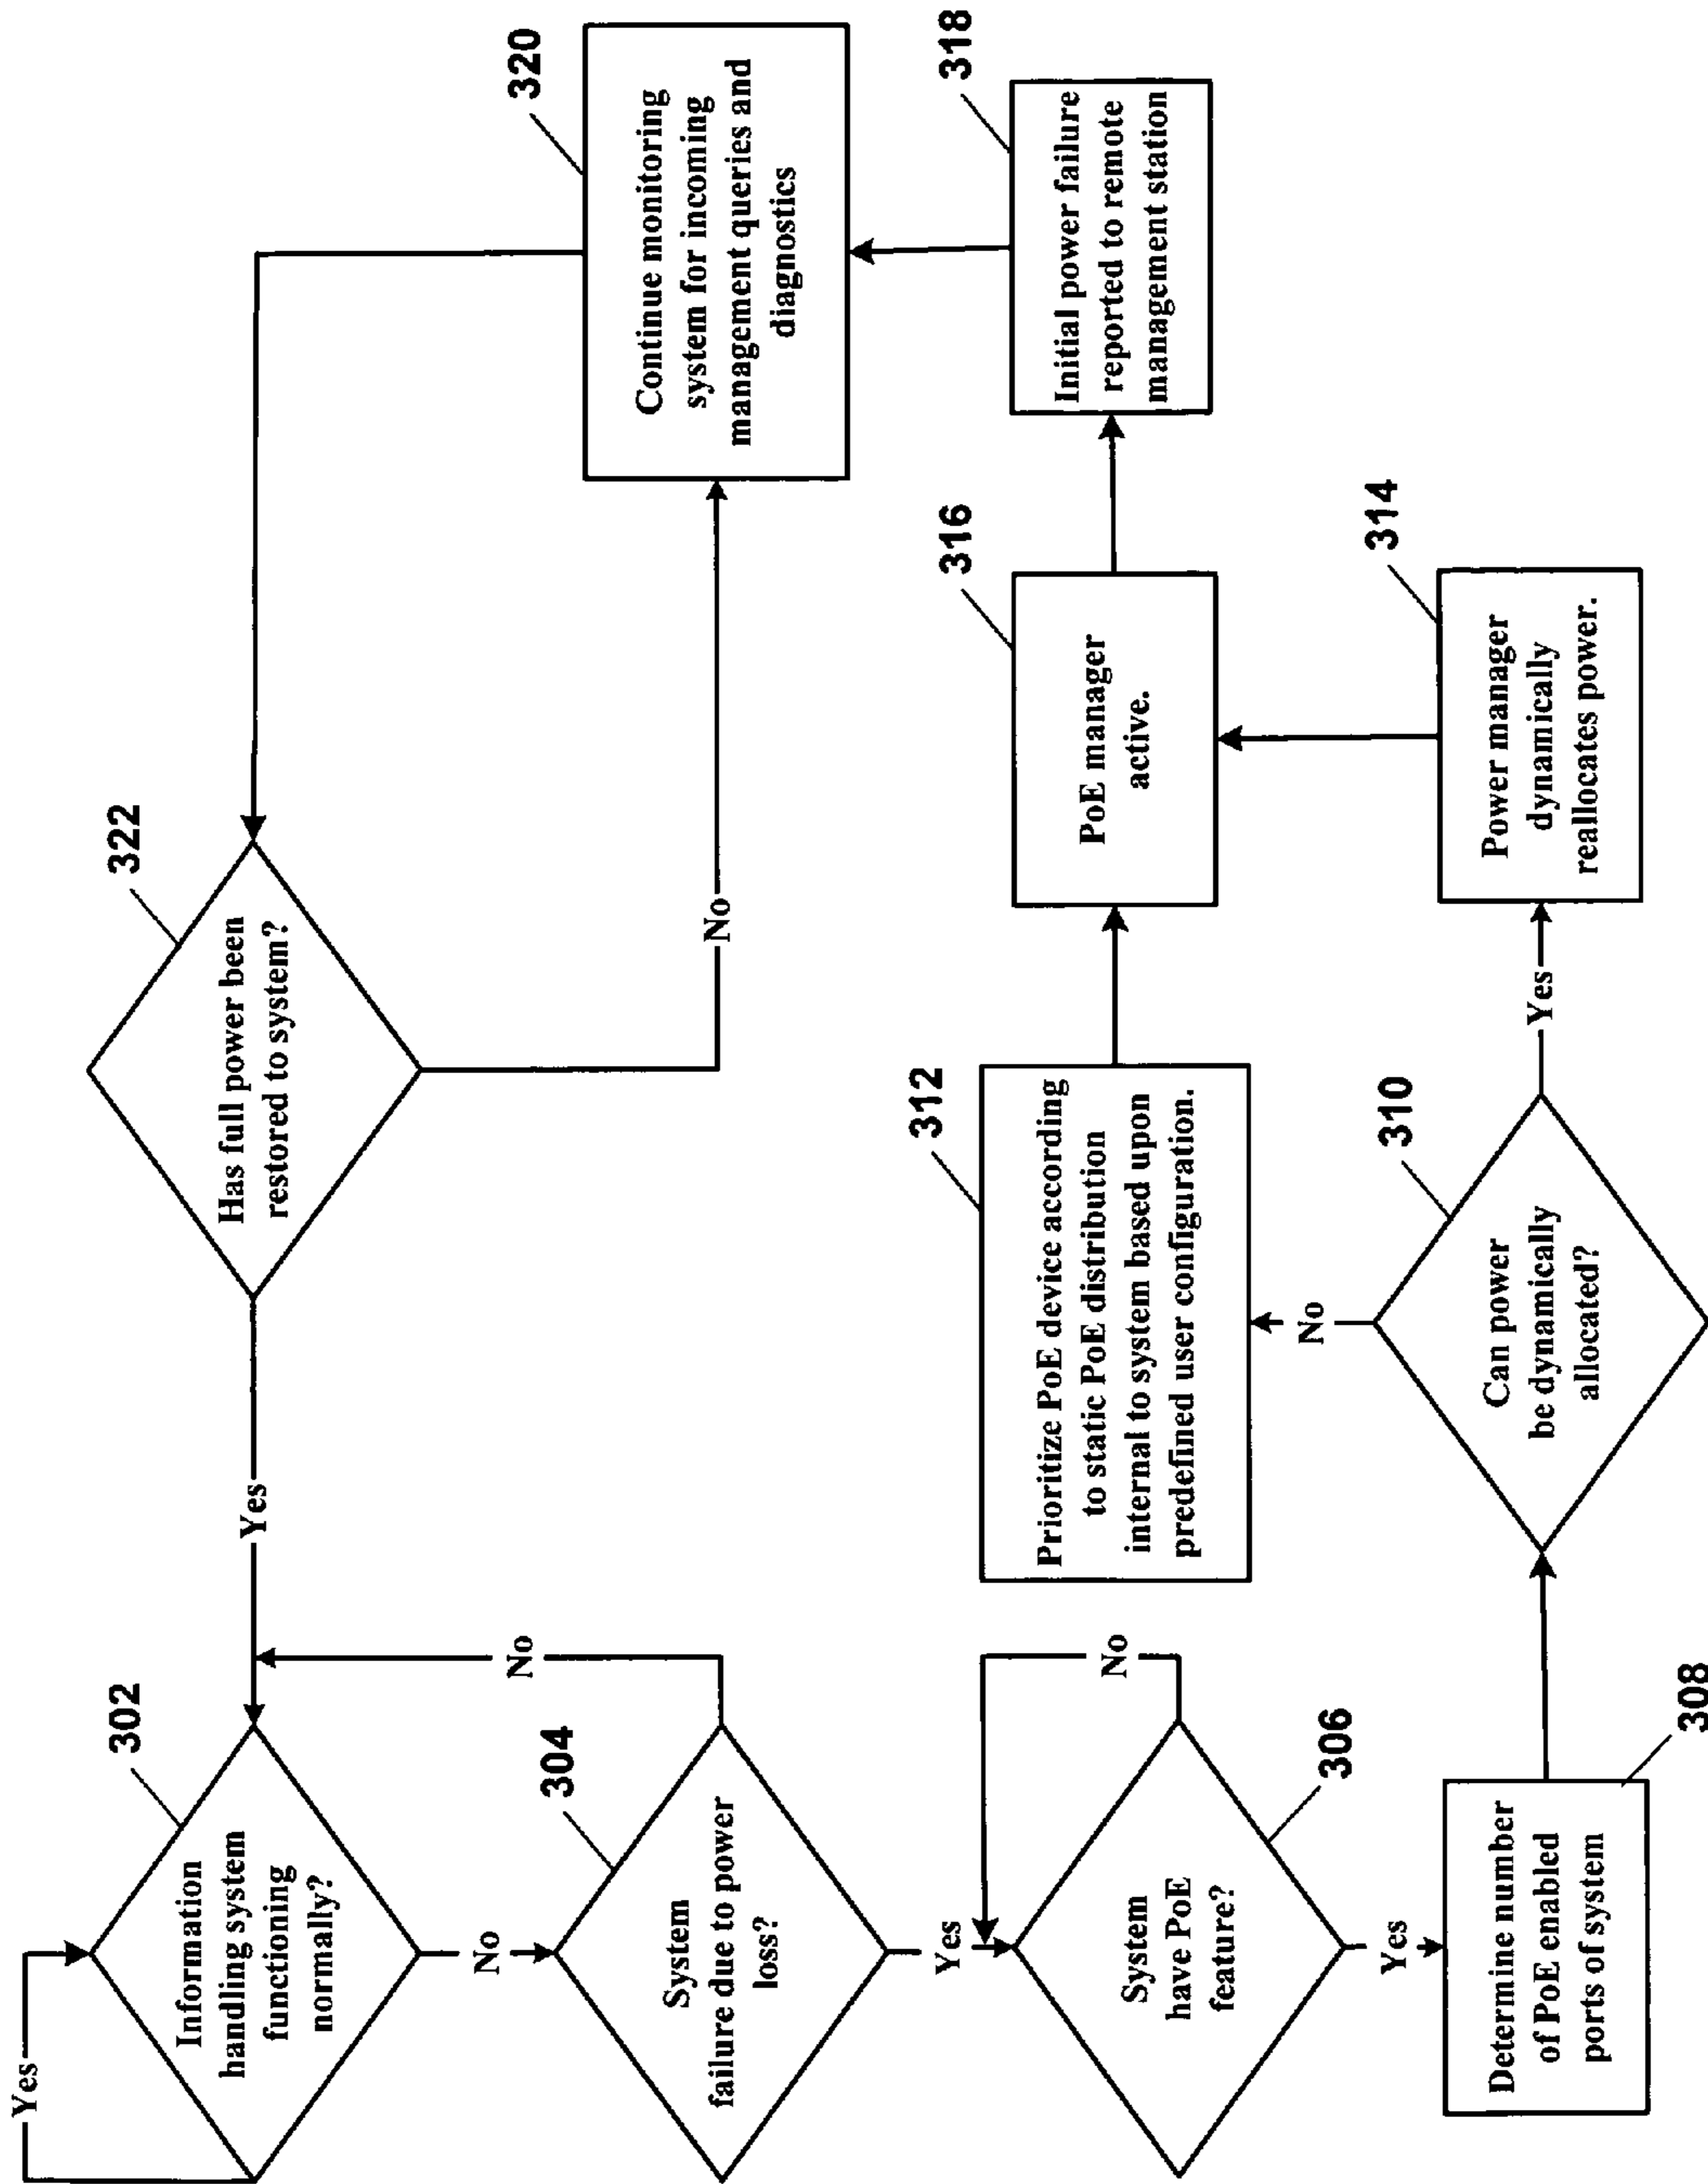 Yes
302
Information
handling system
functioning
normally?
No
304
System
failure due to power
loss?
No
Yes
306
System
have PoE
feature?
No
Yes
308
Determine number
of PoE enabled
ports of system
310
Can power
be dynamically
allocated?
No
Yes
312
Prioritize PoE device according
to static PoE distribution
internal to system based upon
predefined user configuration.
314
Power manager
dynamically
reallocates power.
316
PoE manager
active.
318
Initial power failure
reported to remote
management station
320
Continue monitoring
system for incoming
management queries and
diagnostics
322
Has full power been
restored to system?
No
Yes